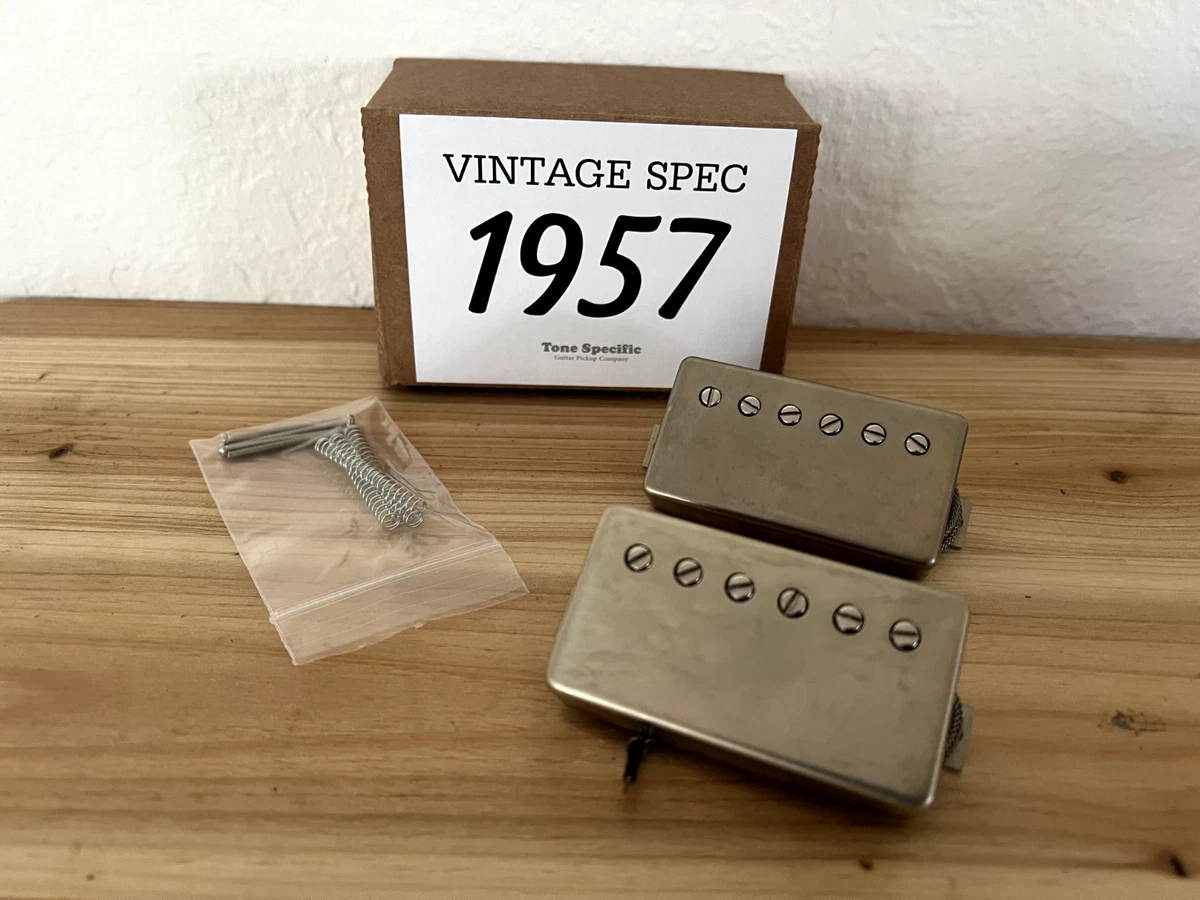 VINTAGE SPEC
1957
Tone Specific
Guitar Pickup Company